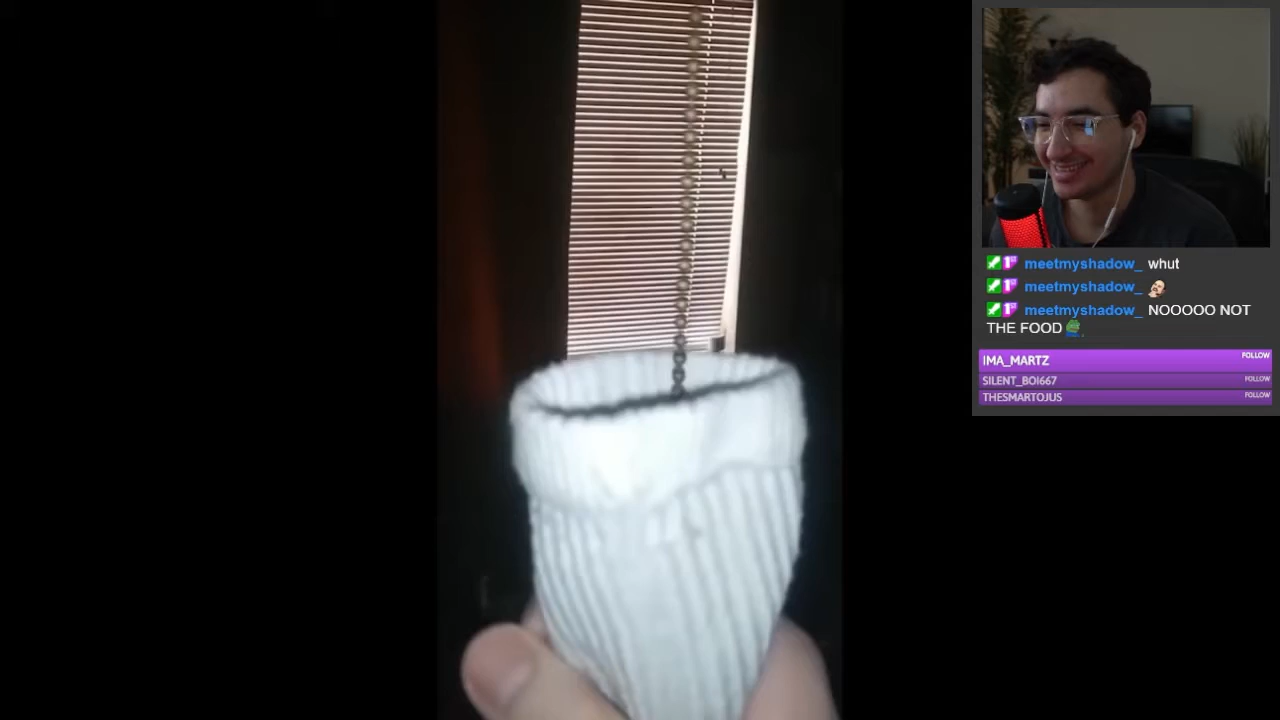 meetmyshadow_ whut
meetmyshadow_
meetmyshadow_ NOOOOO NOT
THE FOOD
IMA_MARTZ FOLLOW
SILENT_BOI667 FOLLOW
THESMARTOJUS FOLLOW